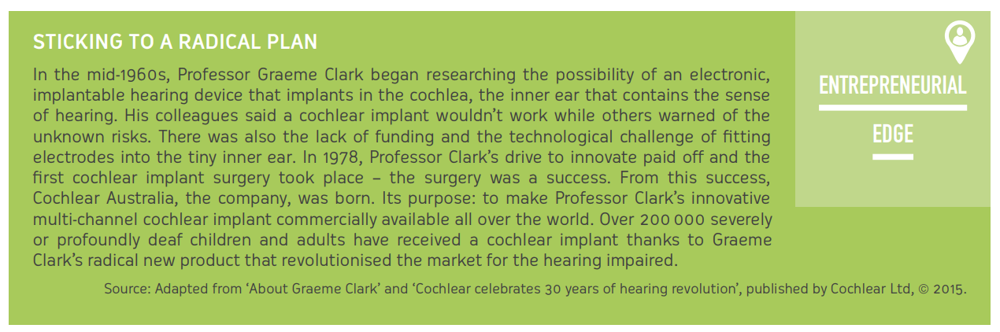 STICKING TO A RADICAL PLAN
In the mid-1960s, Professor Graeme Clark began researching the possibility of an electronic,
implantable hearing device that implants in the cochlea, the inner ear that contains the sense
of hearing. His colleagues said a cochlear implant wouldn’t work while others warned of the
unknown risks. There was also the lack of funding and the technological challenge of fitting
electrodes into the tiny inner ear. In 1978, Professor Clark’s drive to innovate paid off and the
first cochlear implant surgery took place – the surgery was a success. From this success,
Cochlear Australia, the company, was born. Its purpose: to make Professor Clark’s innovative
multi-channel cochlear implant commercially available all over the world. Over 200 000 severely
or profoundly deaf children and adults have received a cochlear implant thanks to Graeme
Clark’s radical new product that revolutionised the market for the hearing impaired.
Source: Adapted from ‘About Graeme Clark’ and ‘Cochlear celebrates 30 years of hearing revolution’, published by Cochlear Ltd, © 2015.
ENTREPRENEURIAL
EDGE